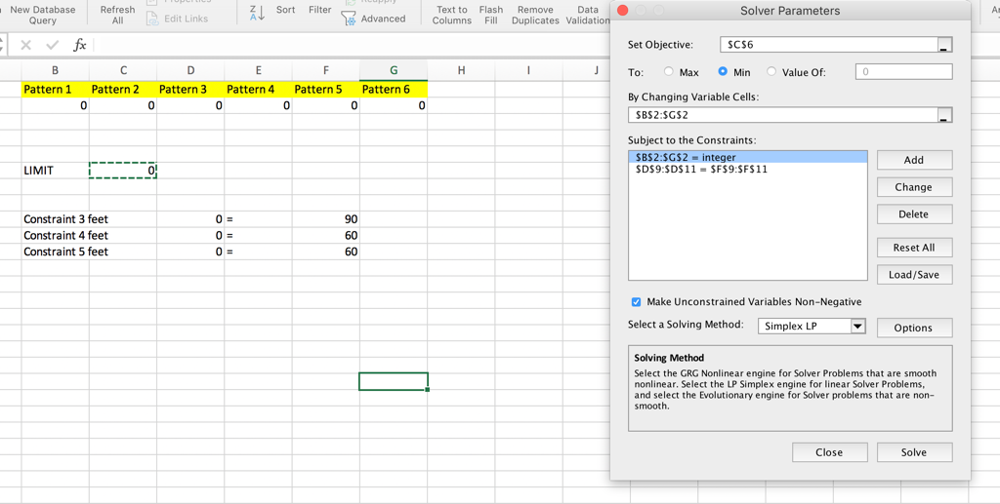 New Database Query
Refresh All
Properties
Edit Links
Sort
Filter
Reapply
Advanced
Text to Columns
Flash Fill
Remove Duplicates
Data Validation
fx
B C D E F G H I J
Pattern 1 Pattern 2 Pattern 3 Pattern 4 Pattern 5 Pattern 6
0 0 0 0 0 0
LIMIT 0
Constraint 3 feet 0 = 90
Constraint 4 feet 0 = 60
Constraint 5 feet 0 = 60
Solver Parameters
Set Objective: $C$6
To: Max Min Value Of: 0
By Changing Variable Cells:
$B$2:$G$2
Subject to the Constraints:
$B$2:$G$2 = integer
$D$9:$D$11 = $F$9:$F$11
Add
Change
Delete
Reset All
Load/Save
Make Unconstrained Variables Non-Negative
Select a Solving Method: Simplex LP
Options
Solving Method
Select the GRG Nonlinear engine for Solver Problems that are smooth
nonlinear. Select the LP Simplex engine for linear Solver Problems,
and select the Evolutionary engine for Solver problems that are non-
smooth.
Close Solve